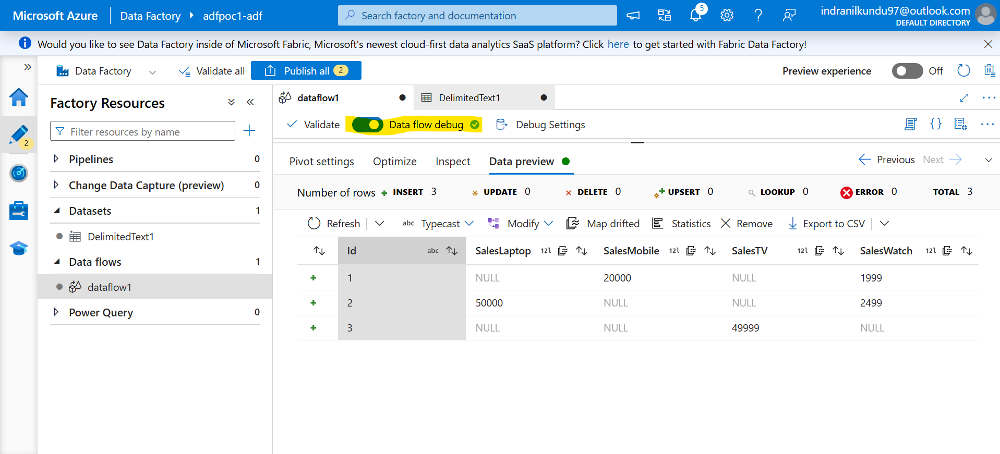 Microsoft Azure Data Factory adfpoc1-adf Search factory and documentation 5 indranilkundu97@outlook.com
DEFAULT DIRECTORY
Would you like to see Data Factory inside of Microsoft Fabric, Microsoft's newest cloud-first data analytics SaaS platform? Click here to get started with Fabric Data Factory!
Data Factory Validate all Publish all 2 Preview experience Off
Factory Resources
Filter resources by name
2
Pipelines 0
Change Data Capture (preview) 0
Datasets 1
DelimitedText1
Data flows 1
dataflow1
Power Query 0
dataflow1 DelimitedText1
Validate Data flow debug Debug Settings
Pivot settings Optimize Inspect Data preview Previous Next
Number of rows INSERT 3 UPDATE 0 DELETE 0 UPSERT 0 LOOKUP 0 ERROR 0 TOTAL 3
Refresh abc Typecast Modify Map drifted Statistics Remove Export to CSV
Id abc SalesLaptop 12l SalesMobile 12l SalesTV 12l SalesWatch 12l
1 NULL 20000 NULL 1999
2 50000 NULL NULL 2499
3 NULL NULL 49999 NULL